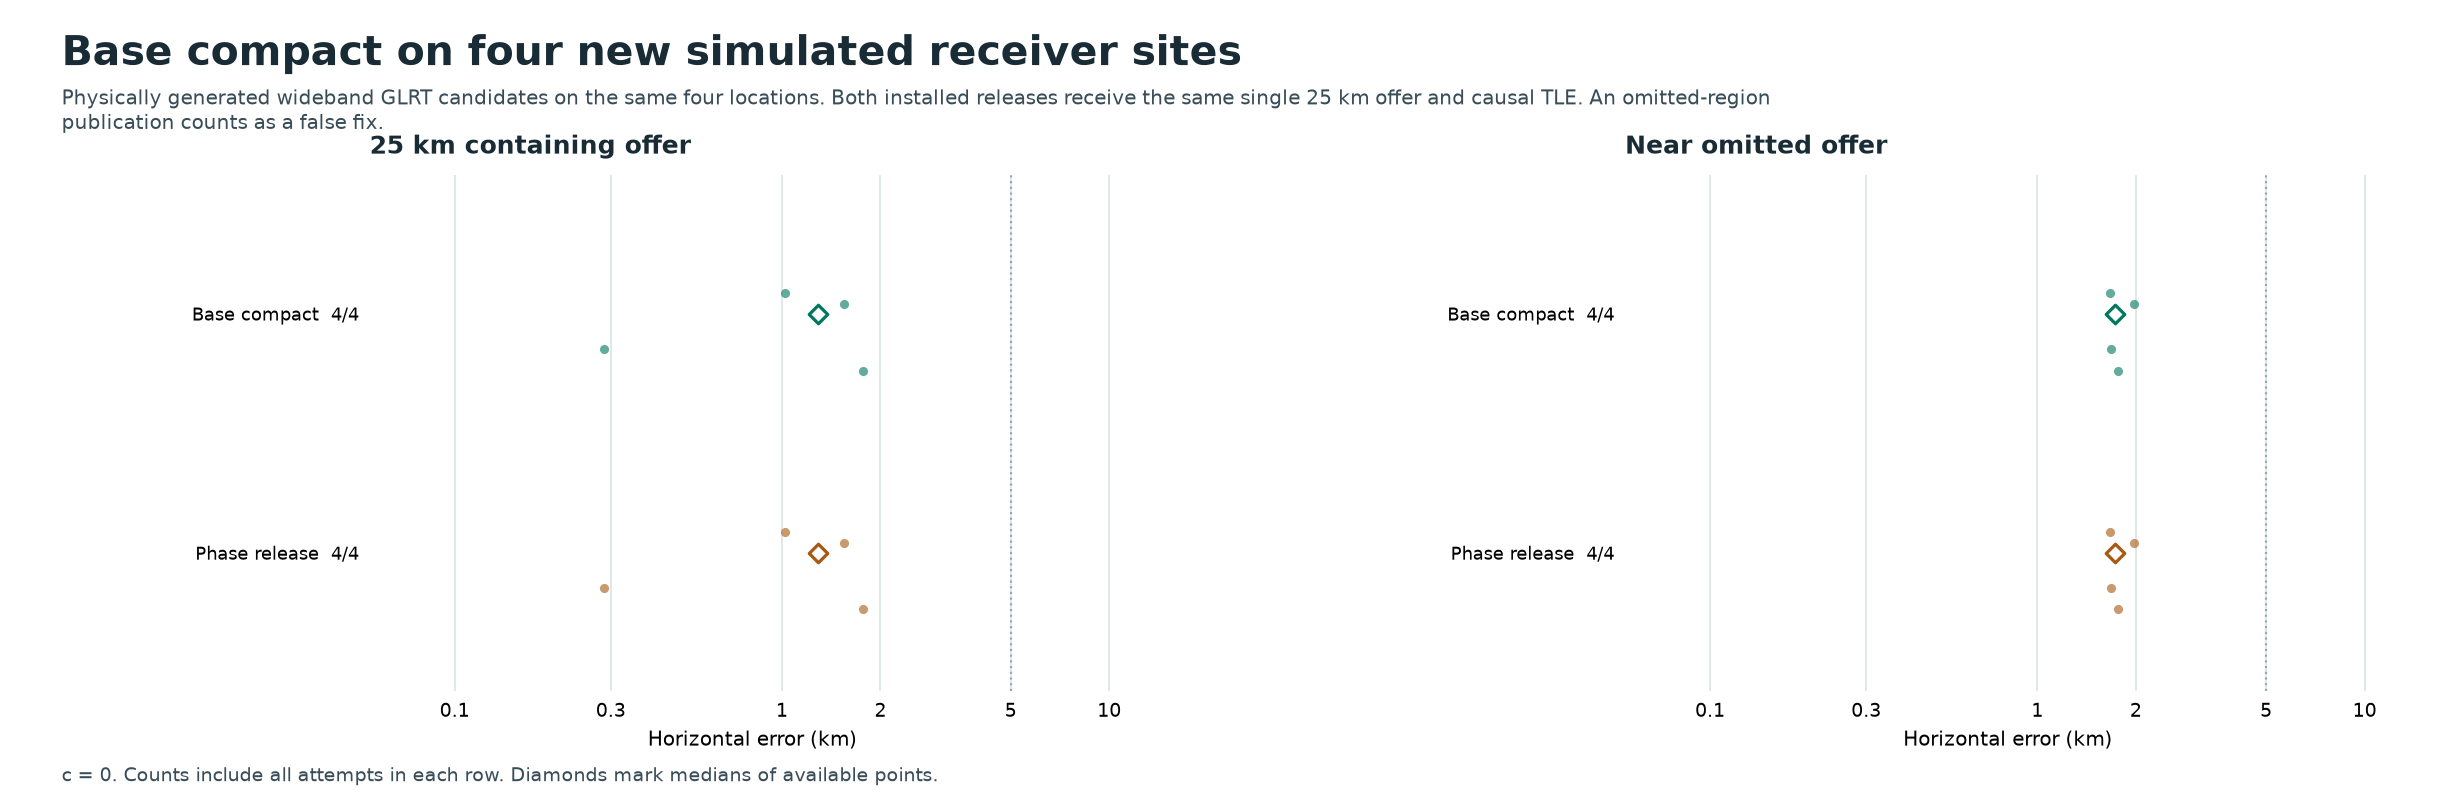 Base compact on four new simulated receiver sites
Physically generated wideband GLRT candidates on the same four locations. Both installed releases receive the same single 25 km offer and causal TLE. An omitted-region
publication counts as a false fix.
25 km containing offer
Base compact 4/4
Phase release 4/4
0.1 0.3 1 2 5 10
Horizontal error (km)
Near omitted offer
Base compact 4/4
Phase release 4/4
0.1 0.3 1 2 5 10
Horizontal error (km)
c = 0. Counts include all attempts in each row. Diamonds mark medians of available points.